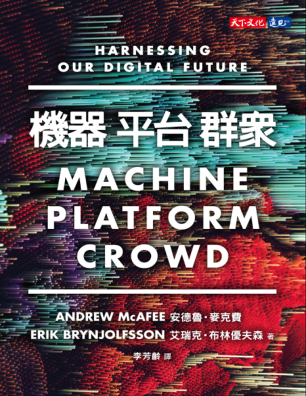 天下文化 遠見
HARNESSING
OUR DIGITAL FUTURE
機器 平台 群眾
MACHINE
PLATFORM
CROWD
ANDREW McAFEE 安德魯・麥克費
ERIK BRYNJOLFSSON 艾瑞克・布林優夫森 著
李芳齡 譯